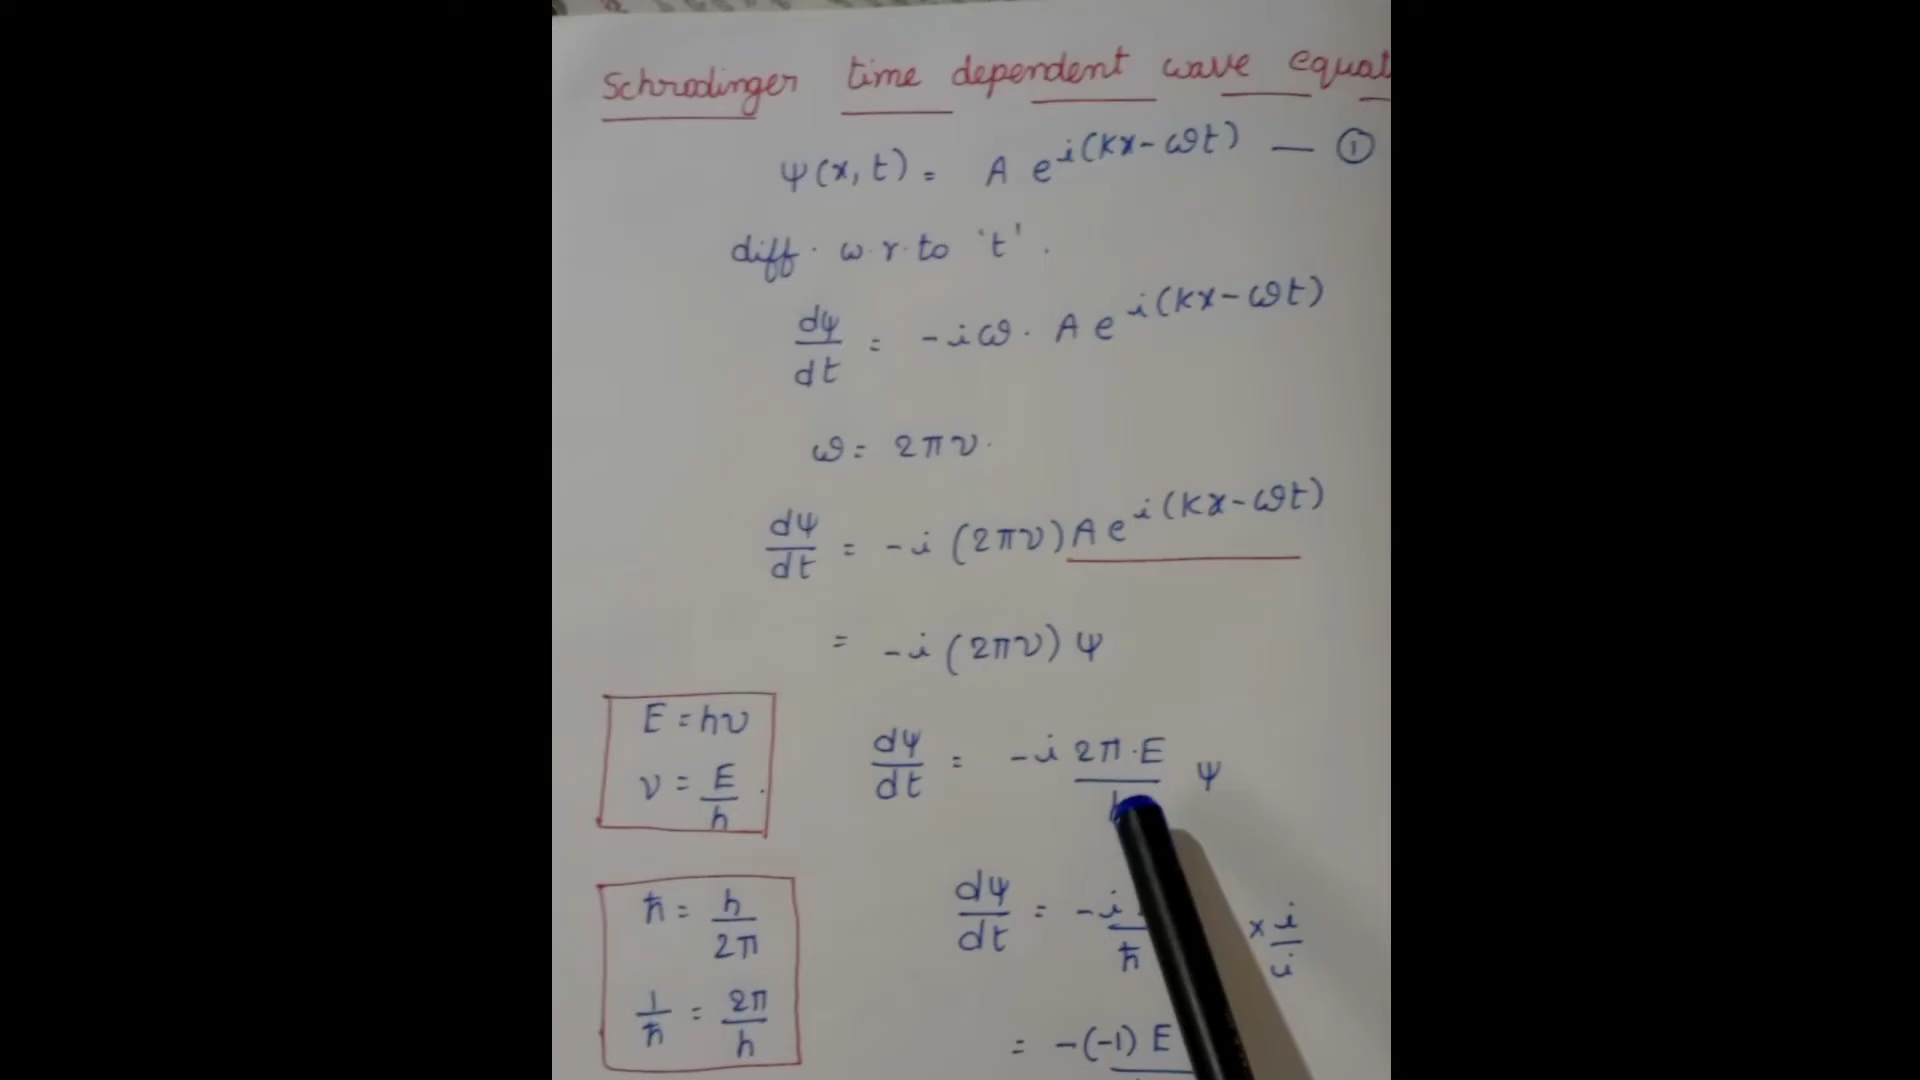 Schrodinger time dependent wave equat
ψ(x, t) = A e^{i(kx-ωt)} — ①
diff. w.r.to 't'.
dψ/dt = -iω. A e^{i(kx-ωt)}
ω = 2πν.
dψ/dt = -i (2πν) A e^{i(kx-ωt)}
= -i (2πν) ψ
E = hν
ν = E/h .
dψ/dt = -i 2π.E/h ψ
ħ = h/2π
1/ħ = 2π/h
dψ/dt = -i /ħ × i/i
= -(-1) E